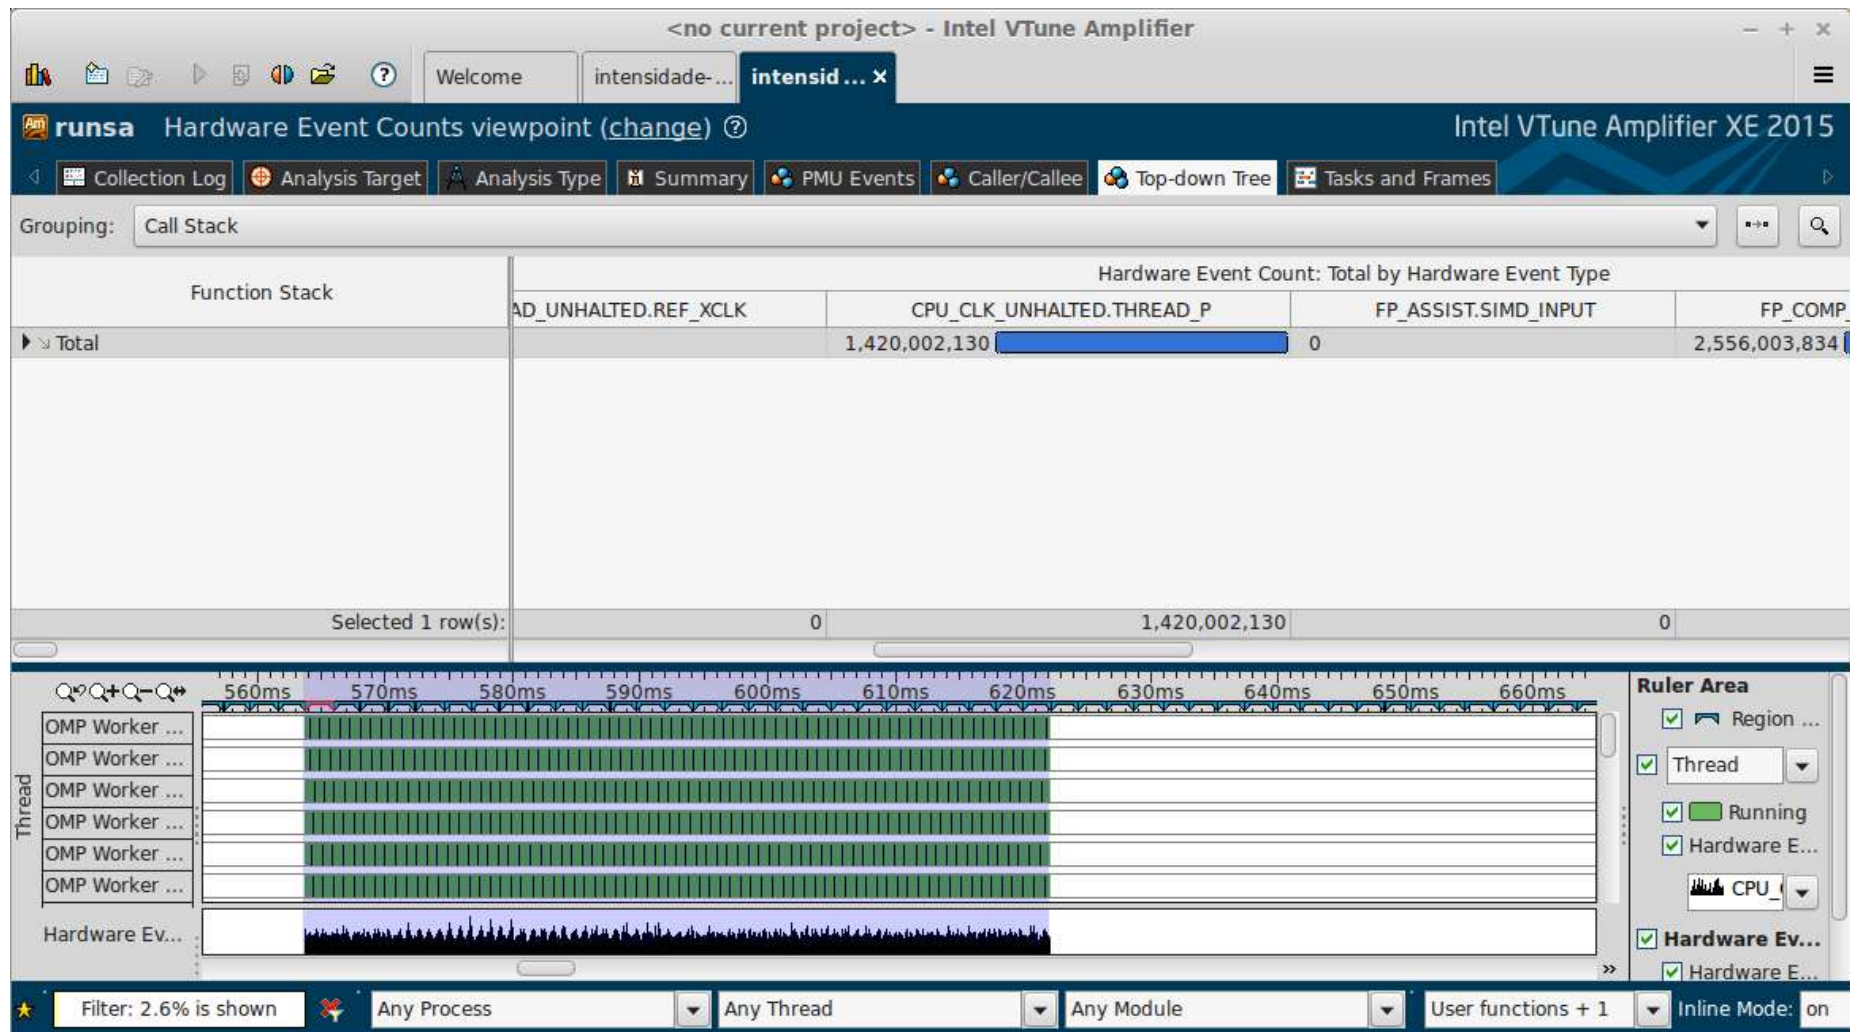 <no current project> - Intel VTune Amplifier
Welcome
intensidade-...
intensid ... x
runsa Hardware Event Counts viewpoint (change)
Intel VTune Amplifier XE 2015
Collection Log
Analysis Target
Analysis Type
Summary
PMU Events
Caller/Callee
Top-down Tree
Tasks and Frames
Grouping: Call Stack
Function Stack
Hardware Event Count: Total by Hardware Event Type
AD_UNHALTED.REF_XCLK
CPU_CLK_UNHALTED.THREAD_P
FP_ASSIST.SIMD_INPUT
FP_COMP_
Total
1,420,002,130
0
2,556,003,834
Selected 1 row(s):
0
1,420,002,130
0
560ms 570ms 580ms 590ms 600ms 610ms 620ms 630ms 640ms 650ms 660ms
Thread
OMP Worker ...
OMP Worker ...
OMP Worker ...
OMP Worker ...
OMP Worker ...
OMP Worker ...
Hardware Ev...
Ruler Area
Region ...
Thread
Running
Hardware E...
CPU_
Hardware Ev...
Hardware E...
Filter: 2.6% is shown
Any Process
Any Thread
Any Module
User functions + 1
Inline Mode: on